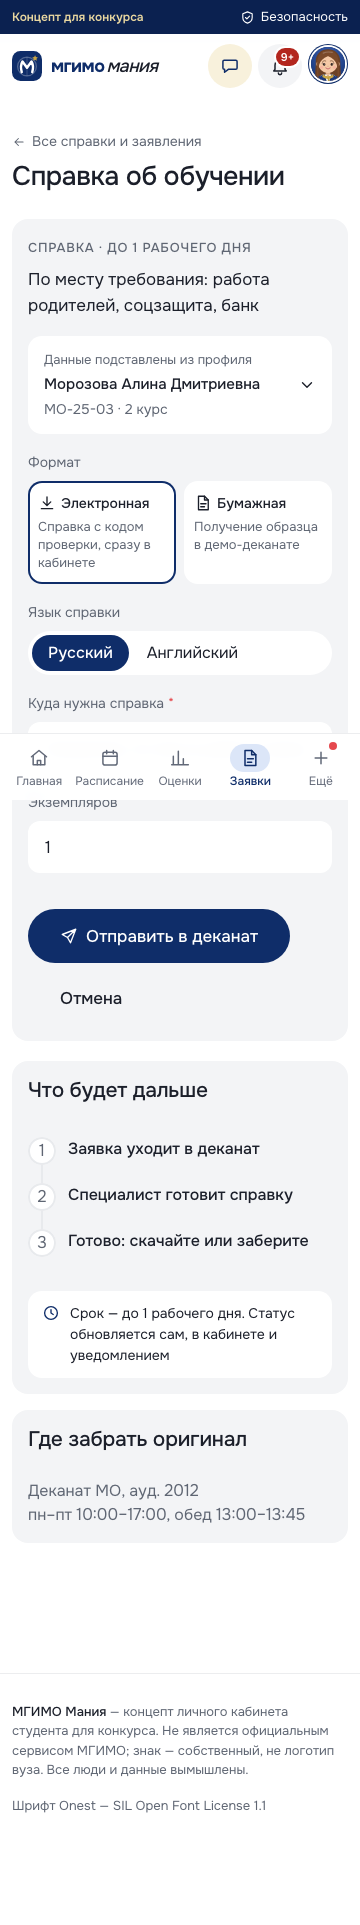 Концепт для конкурса
Безопасность
мгимо мания
9+
← Все справки и заявления
Справка об обучении
СПРАВКА · ДО 1 РАБОЧЕГО ДНЯ
По месту требования: работа
родителей, соцзащита, банк
Данные подставлены из профиля
Морозова Алина Дмитриевна
МО-25-03 · 2 курс
Формат
Электронная
Справка с кодом
проверки, сразу в
кабинете
Бумажная
Получение образца
в демо-деканате
Язык справки
Русский
Английский
Куда нужна справка *
Главная
Расписание
Оценки
Заявки
Ещё
Экземпляров
1
Отправить в деканат
Отмена
Что будет дальше
1 Заявка уходит в деканат
2 Специалист готовит справку
3 Готово: скачайте или заберите
Срок — до 1 рабочего дня. Статус
обновляется сам, в кабинете и
уведомлением
Где забрать оригинал
Деканат МО, ауд. 2012
пн–пт 10:00–17:00, обед 13:00–13:45
МГИМО Мания — концепт личного кабинета
студента для конкурса. Не является официальным
сервисом МГИМО; знак — собственный, не логотип
вуза. Все люди и данные вымышлены.
Шрифт Onest — SIL Open Font License 1.1